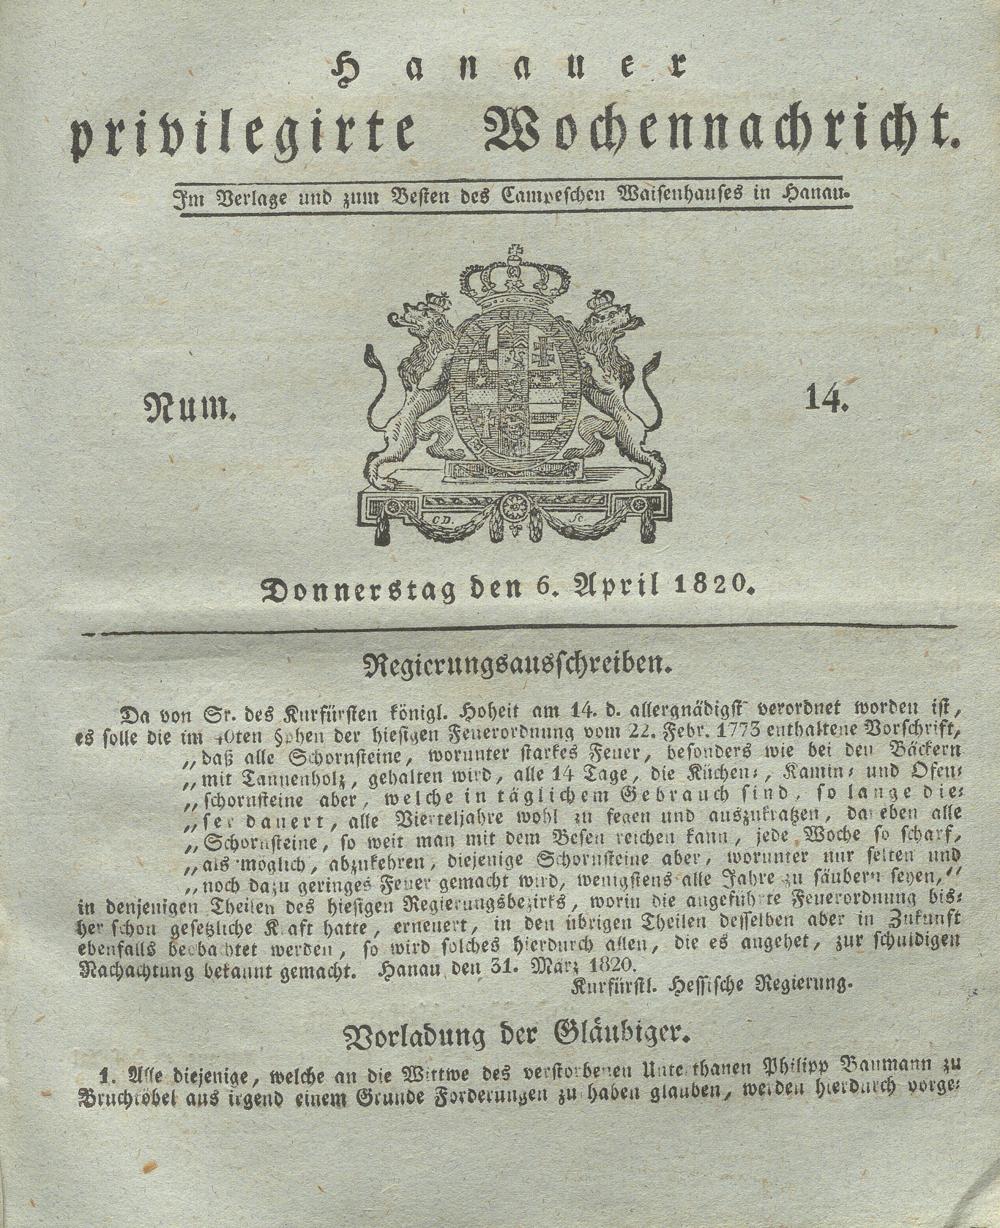 Hanauer
privilegirte Wochennachricht.
Im Verlage und zum Besten des Campeschen Waisenhauses in Hanau.
Num. 14.
C D. Sc.
Donnerstag den 6. April 1820.
Regierungsausschreiben.
Da von Sr. des Kurfürsten königl. Hoheit am 14. d. allergnädigst verordnet worden ist,
es solle die im 40ten §phen der hiesigen Feuerordnung vom 22. Febr. 1773 enthaltene Vorschrift,
„daß alle Schornsteine, worunter starkes Feuer, besonders wie bei den Bäckern
„mit Tannenholz, gehalten wird, alle 14 Tage, die Küchen-, Kamin- und Ofen-
„schornsteine aber, welche in täglichem Gebrauch sind, so lange die-
„ser dauert, alle Vierteljahre wohl zu fegen und auszukratzen, daneben alle
„Schornsteine, so weit man mit dem Besen reichen kann, jede Woche so scharf,
„als möglich, abzukehren, diejenige Schornsteine aber, worunter nur selten und
„noch dazu geringes Feuer gemacht wird, wenigstens alle Jahre zu säubern seyen,“
in denjenigen Theilen des hiesigen Regierungsbezirks, worin die angeführte Feuerordnung bis-
her schon gesetzliche Kraft hatte, erneuert, in den übrigen Theilen desselben aber in Zukunft
ebenfalls beobachtet werden, so wird solches hierdurch allen, die es angehet, zur schuldigen
Nachachtung bekannt gemacht. Hanau den 31. März 1820.
Kurfürstl. Hessische Regierung.
Vorladung der Gläubiger.
1. Alle diejenige, welche an die Wittwe des verstorbenen Unterthanen Philipp Baumann zu
Bruchköbel aus irgend einem Grunde Forderungen zu haben glauben, werden hierdurch vorge-